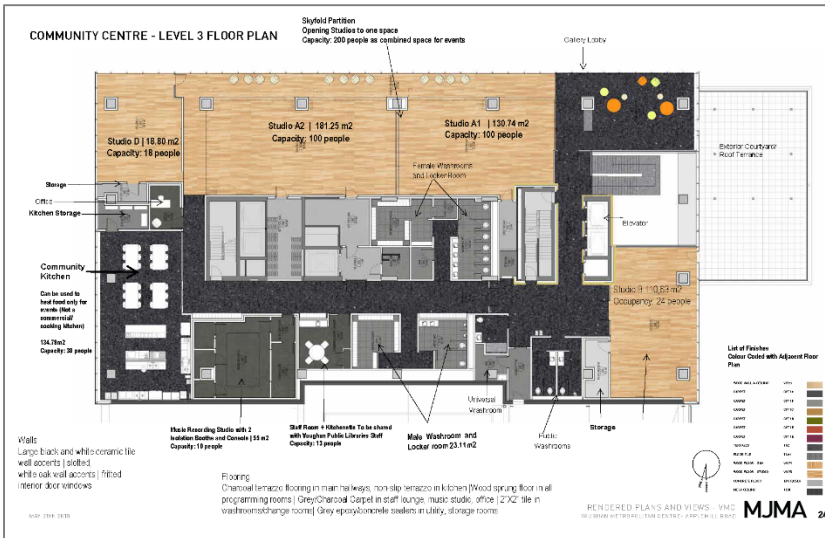 COMMUNITY CENTRE - LEVEL 3 FLOOR PLAN
Skyfold Partition
Opening Studios to one space
Capacity: 200 people as combined space for events
Gallery Lobby
Studio D | 18.80 m2
Capacity: 18 people
Studio A2 | 181.25 m2
Capacity: 100 people
Studio A1 | 130.74 m2
Capacity: 100 people
Exterior Courtyard
Roof Terrance
Female Washrooms
and Locker Room
Storage
Office
Kitchen Storage
Elevator
Community
Kitchen
Can be used to
heat food only for
events (Not a
commercial/
cooking kitchen)
134.78m2
Capacity: 38 people
Studio B 110.63 m2
Occupancy: 24 people
List of Finishes
Colour Coded with Adjacent Floor
Plan
CARPET
CARPET
CARPET
CARPET
CARPET
CARPET
Universal
Washroom
Public
Washrooms
Storage
Music Recording Studio with 2
Isolation Booths and Console | 55 m2
Capacity: 10 people
Staff Room + Kitchenette To be shared
with Vaughan Public Libraries Staff
Capacity: 13 people
Male Washroom and
Locker room 23.11m2
Walls
Large black and white ceramic tile
wall accents | slotted,
white oak wall accents | fritted
interior door windows
Flooring
Charcoal terrazzo flooring in main hallways, non-slip terrazzo in kitchen |Wood sprung floor in all
programming rooms | Grey/Charcoal Carpet in staff lounge, music studio, office | 2"X2" tile in
washrooms/change rooms| Grey epoxy/concrete sealers in utility, storage rooms
RENDERED PLANS AND VIEWS - VMC
MJMA
24